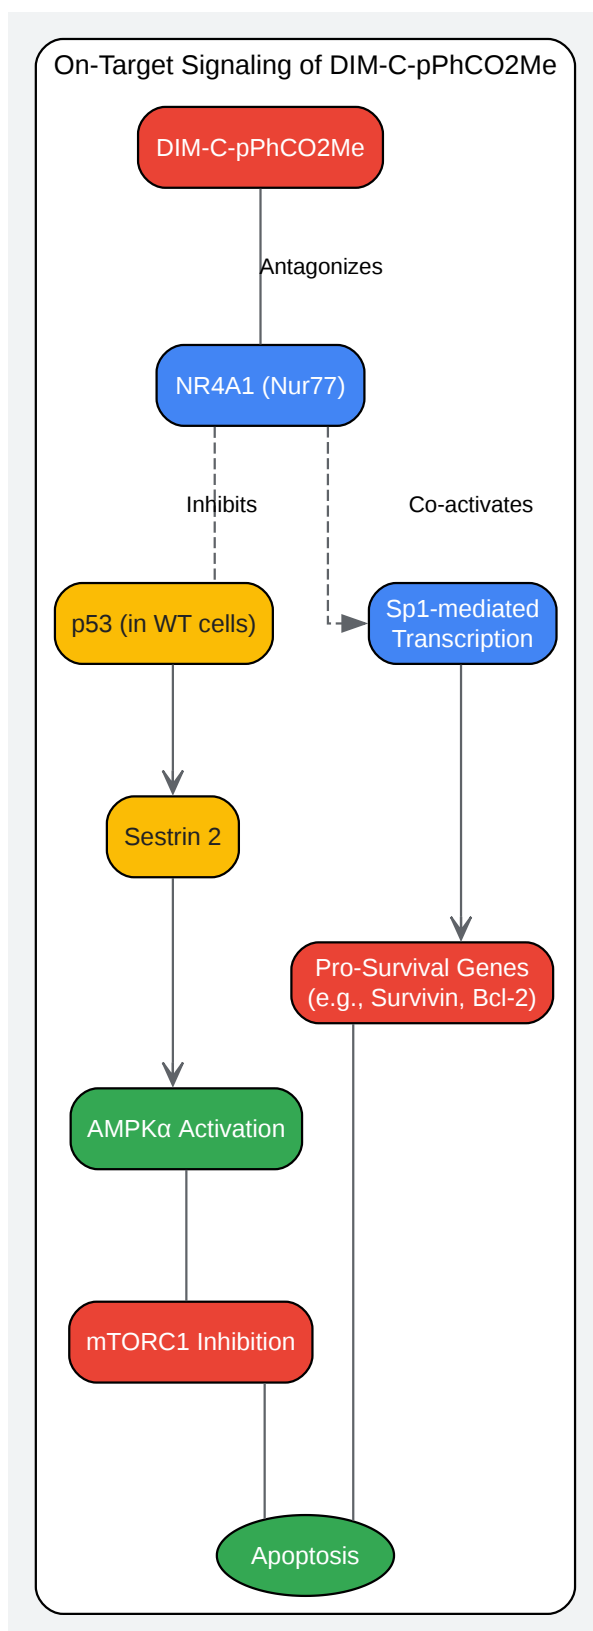 On-Target Signaling of DIM-C-pPhCO2Me
DIM-C-pPhCO2Me
Antagonizes
NR4A1 (Nur77)
Inhibits
Co-activates
p53 (in WT cells)
Sp1-mediated
Transcription
Sestrin 2
Pro-Survival Genes
(e.g., Survivin, Bcl-2)
AMPKα Activation
mTORC1 Inhibition
Apoptosis